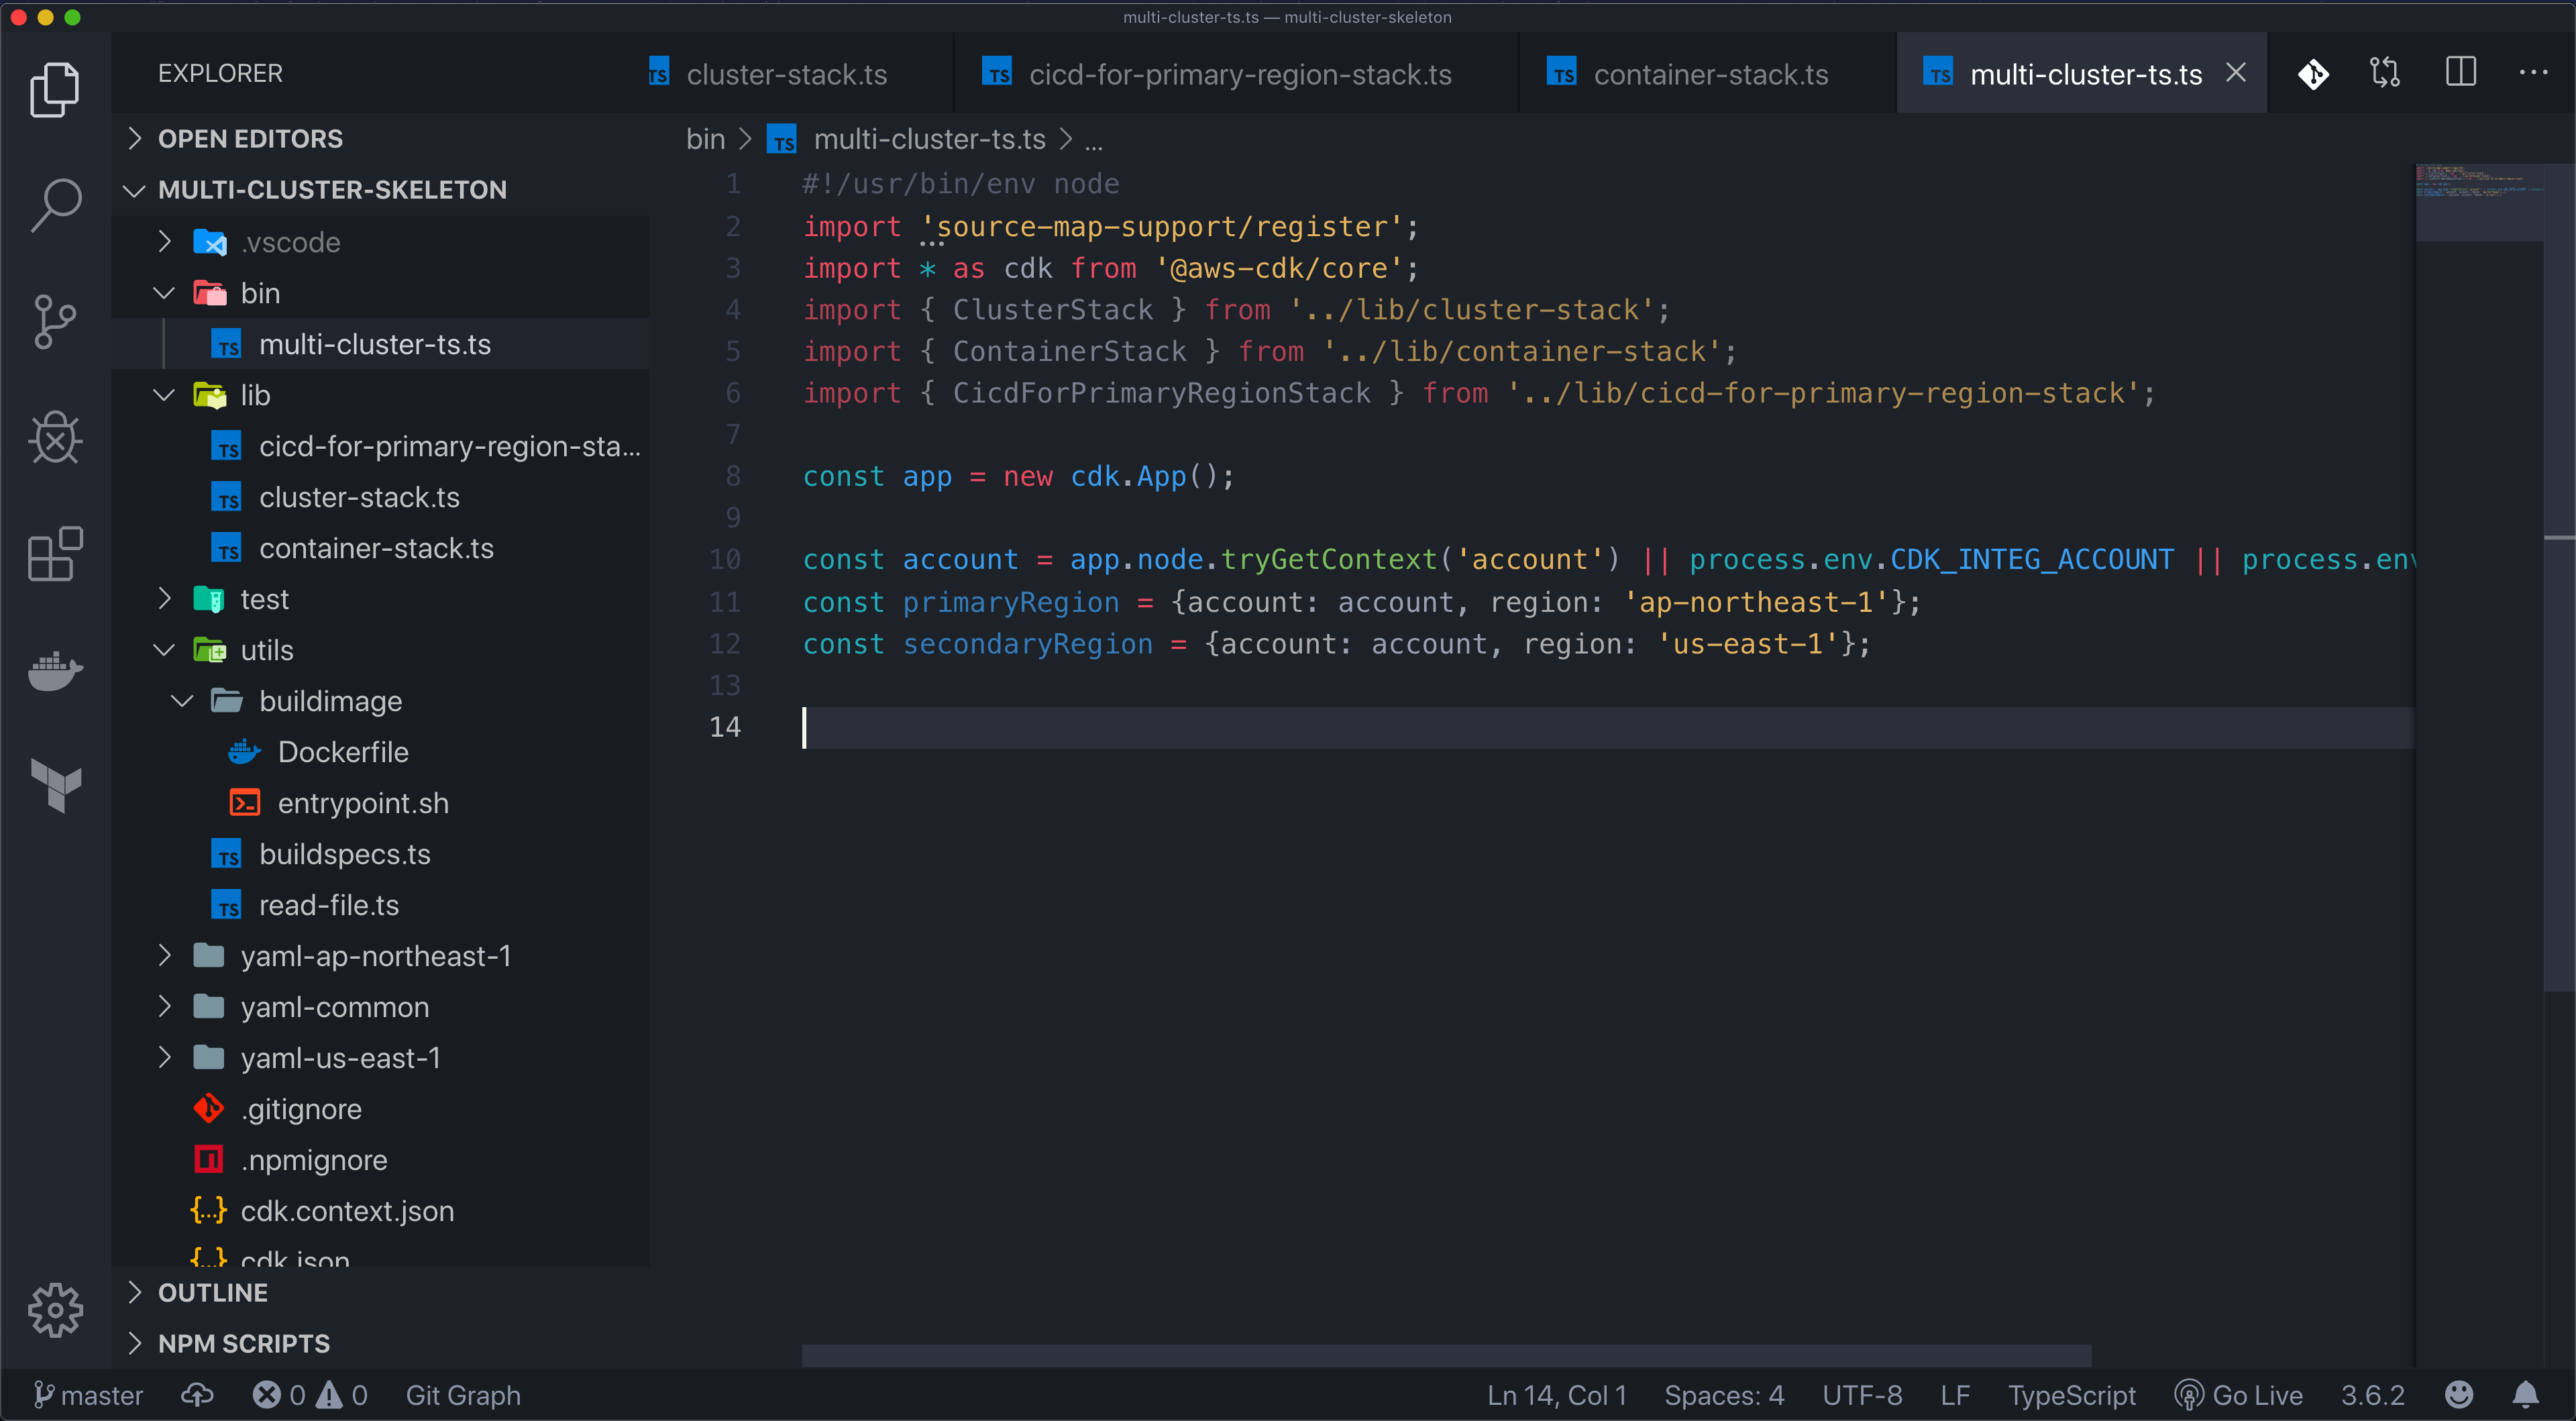 multi-cluster-ts.ts — multi-cluster-skeleton
EXPLORER
cluster-stack.ts
cicd-for-primary-region-stack.ts
container-stack.ts
multi-cluster-ts.ts
OPEN EDITORS
MULTI-CLUSTER-SKELETON
.vscode
bin
multi-cluster-ts.ts
lib
cicd-for-primary-region-sta...
cluster-stack.ts
container-stack.ts
test
utils
buildimage
Dockerfile
entrypoint.sh
buildspecs.ts
read-file.ts
yaml-ap-northeast-1
yaml-common
yaml-us-east-1
.gitignore
.npmignore
cdk.context.json
cdk.json
OUTLINE
NPM SCRIPTS
bin > TS multi-cluster-ts.ts > ...
1 #!/usr/bin/env node
2 import 'source-map-support/register';
3 import * as cdk from '@aws-cdk/core';
4 import { ClusterStack } from '../lib/cluster-stack';
5 import { ContainerStack } from '../lib/container-stack';
6 import { CicdForPrimaryRegionStack } from '../lib/cicd-for-primary-region-stack';
7
8 const app = new cdk.App();
9
10 const account = app.node.tryGetContext('account') || process.env.CDK_INTEG_ACCOUNT || process.env
11 const primaryRegion = {account: account, region: 'ap-northeast-1'};
12 const secondaryRegion = {account: account, region: 'us-east-1'};
13
14
master 0 0 Git Graph Ln 14, Col 1 Spaces: 4 UTF-8 LF TypeScript Go Live 3.6.2